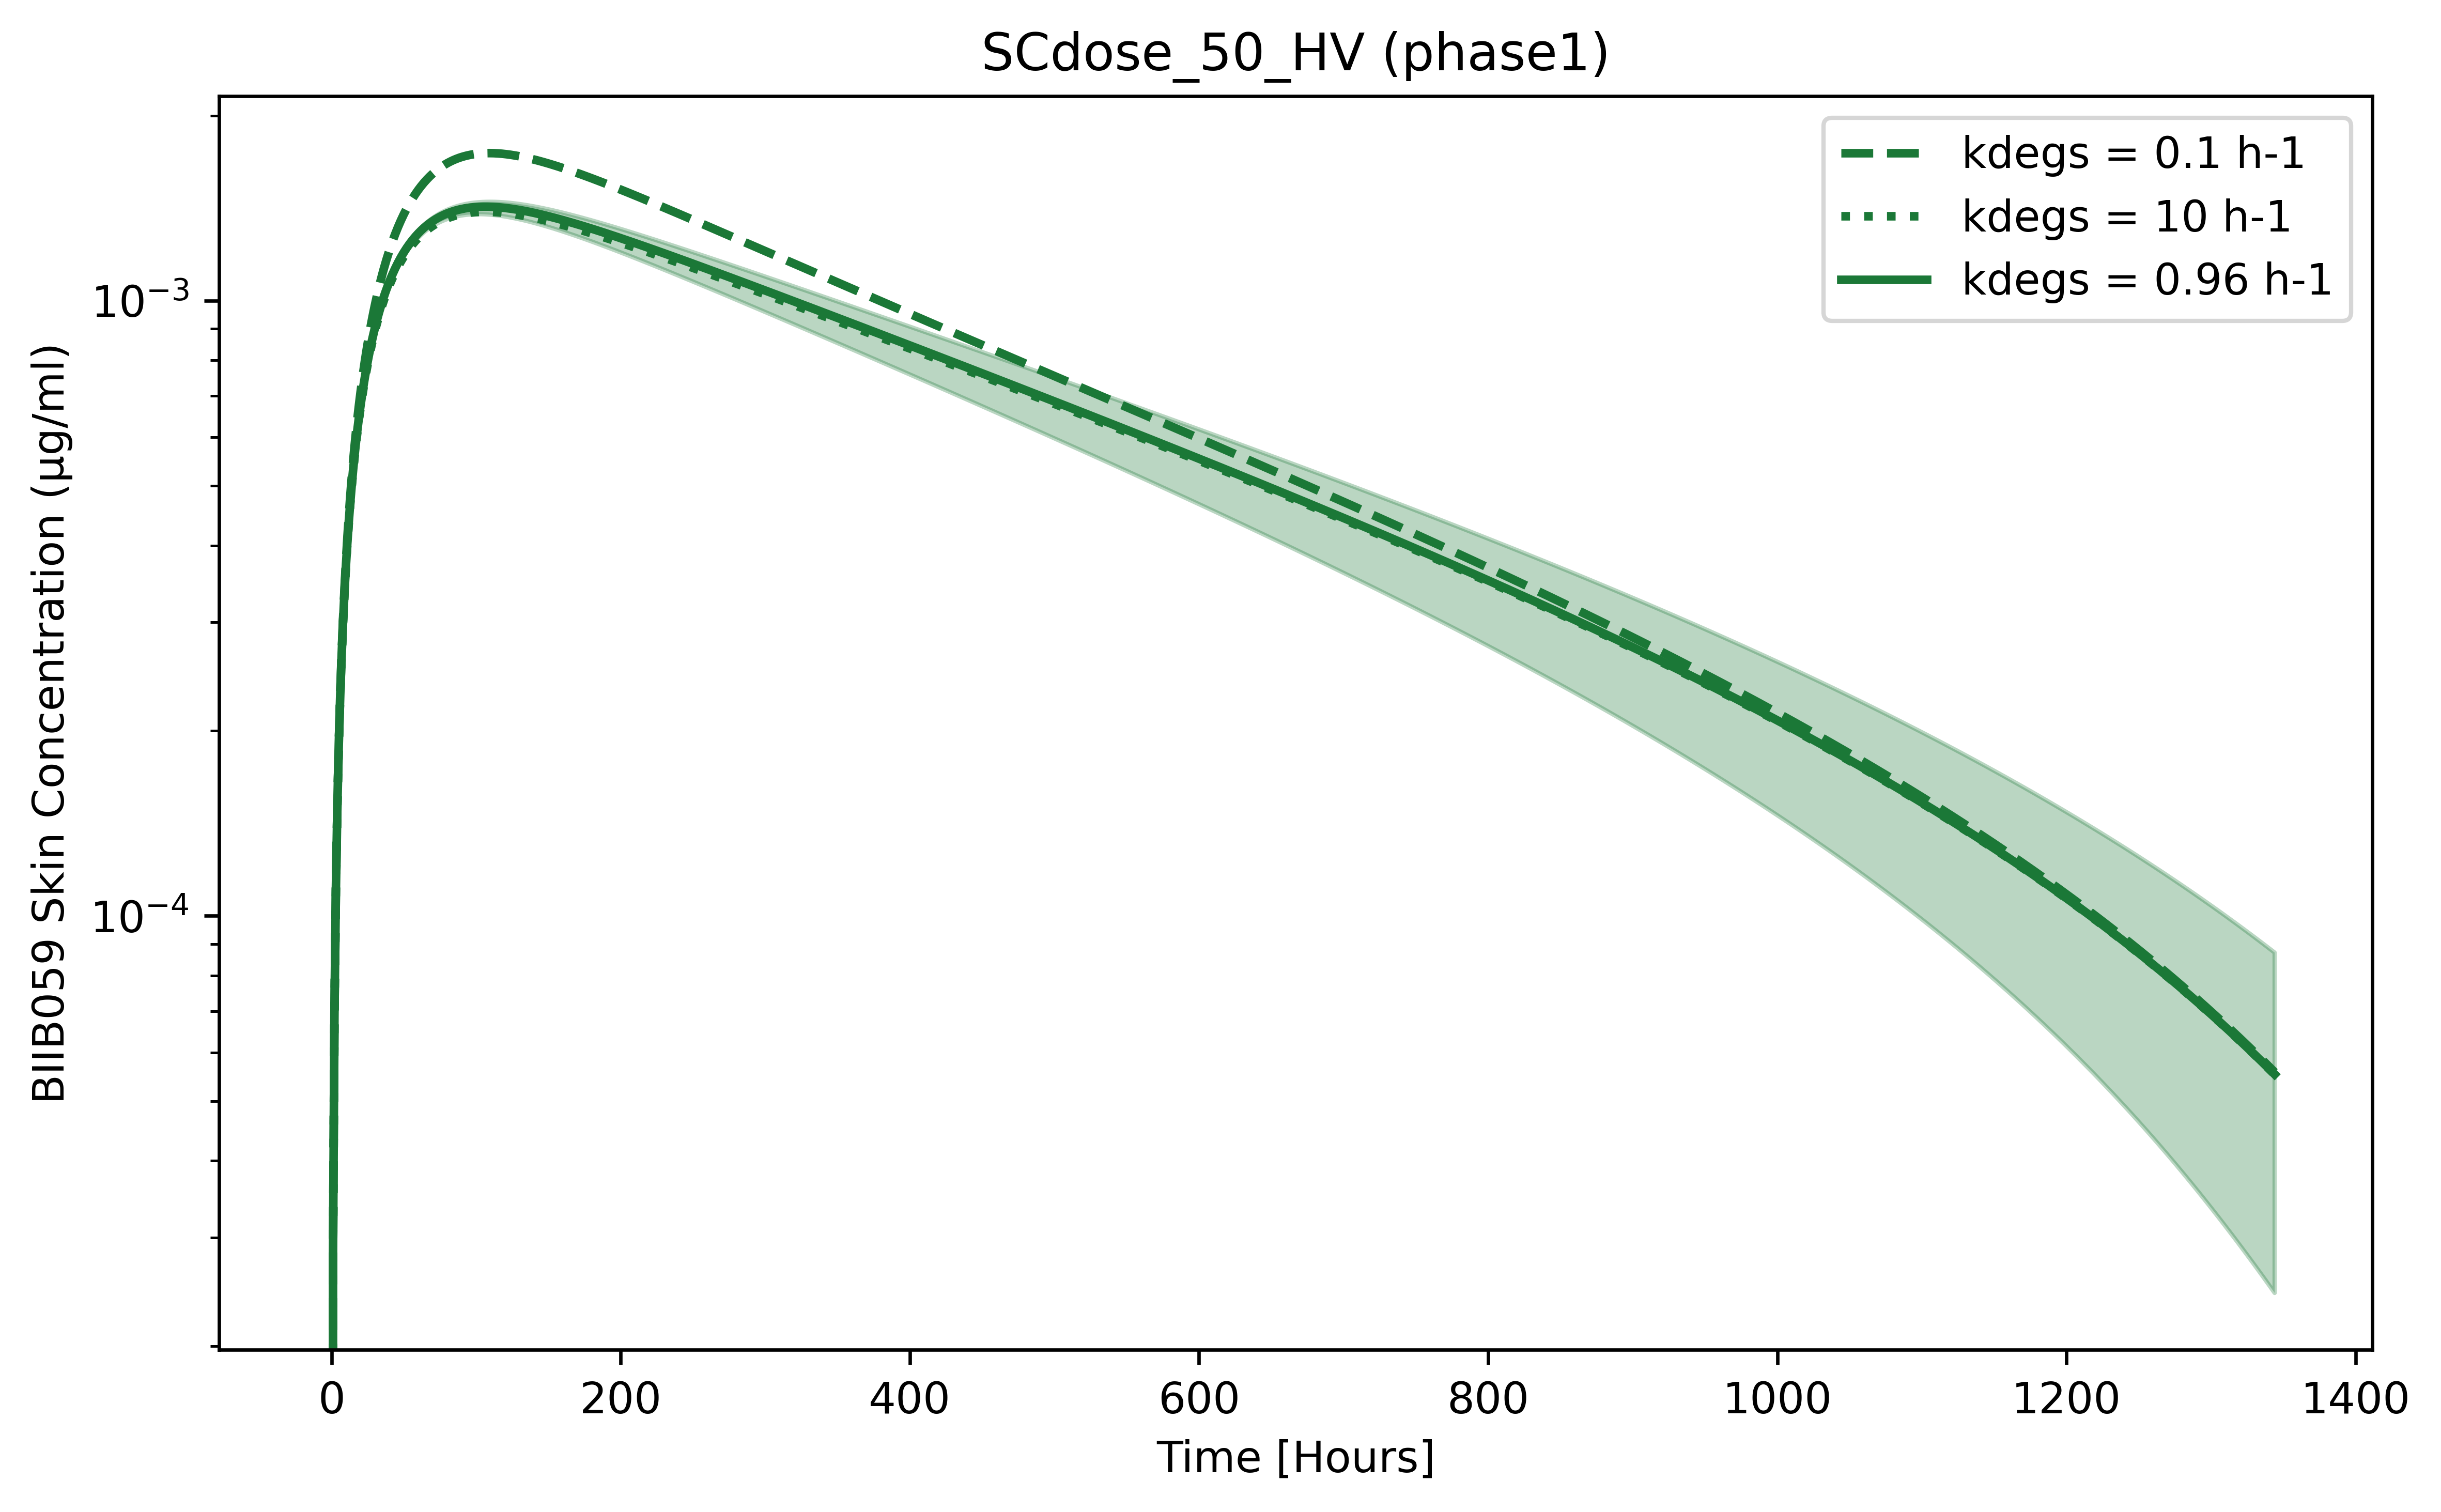 SCdose_50_HV (phase1)
kdegs = 0.1 h-1
kdegs = 10 h-1
kdegs = 0.96 h-1
BIIB059 Skin Concentration (µg/ml)
10⁻³
10⁻⁴
0 200 400 600 800 1000 1200 1400
Time [Hours]